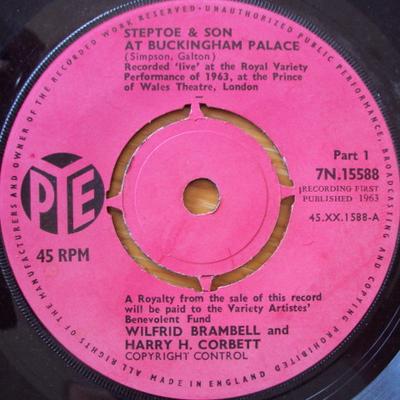 STEPTOE & SON
AT BUCKINGHAM PALACE
(Simpson, Galton)
Recorded 'live' at the Royal Variety
Performance of 1963, at the Prince
of Wales Theatre, London
Part 1
7N.15588
RECORDING FIRST
PUBLISHED 1963
45.XX.1588-A
PYE
45 RPM
A Royalty from the sale of this record
will be paid to the Variety Artistes'
Benevolent Fund
WILFRID BRAMBELL and
HARRY H. CORBETT
COPYRIGHT CONTROL
ALL RIGHTS OF THE MANUFACTURERS AND OWNER OF THE RECORDED WORK RESERVED - UNAUTHORIZED PUBLIC PERFORMANCE, BROADCASTING AND COPYING PROHIBITED
MADE IN ENGLAND